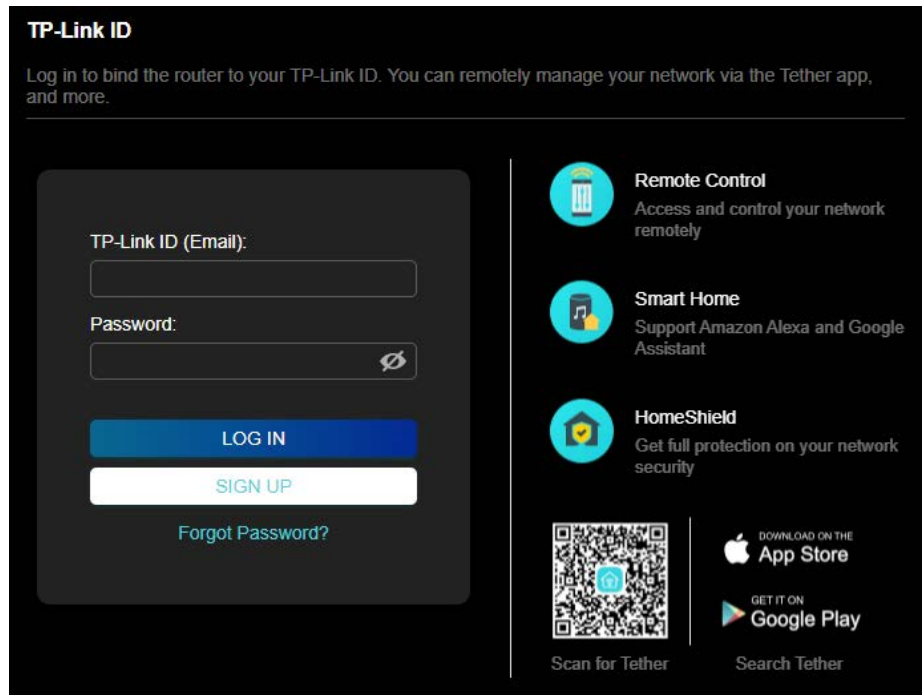 TP-Link ID
Log in to bind the router to your TP-Link ID. You can remotely manage your network via the Tether app,
and more.
TP-Link ID (Email):
Password:
LOG IN
SIGN UP
Forgot Password?
Remote Control
Access and control your network
remotely
Smart Home
Support Amazon Alexa and Google
Assistant
HomeShield
Get full protection on your network
security
Scan for Tether
DOWNLOAD ON THE
App Store
GET IT ON
Google Play
Search Tether